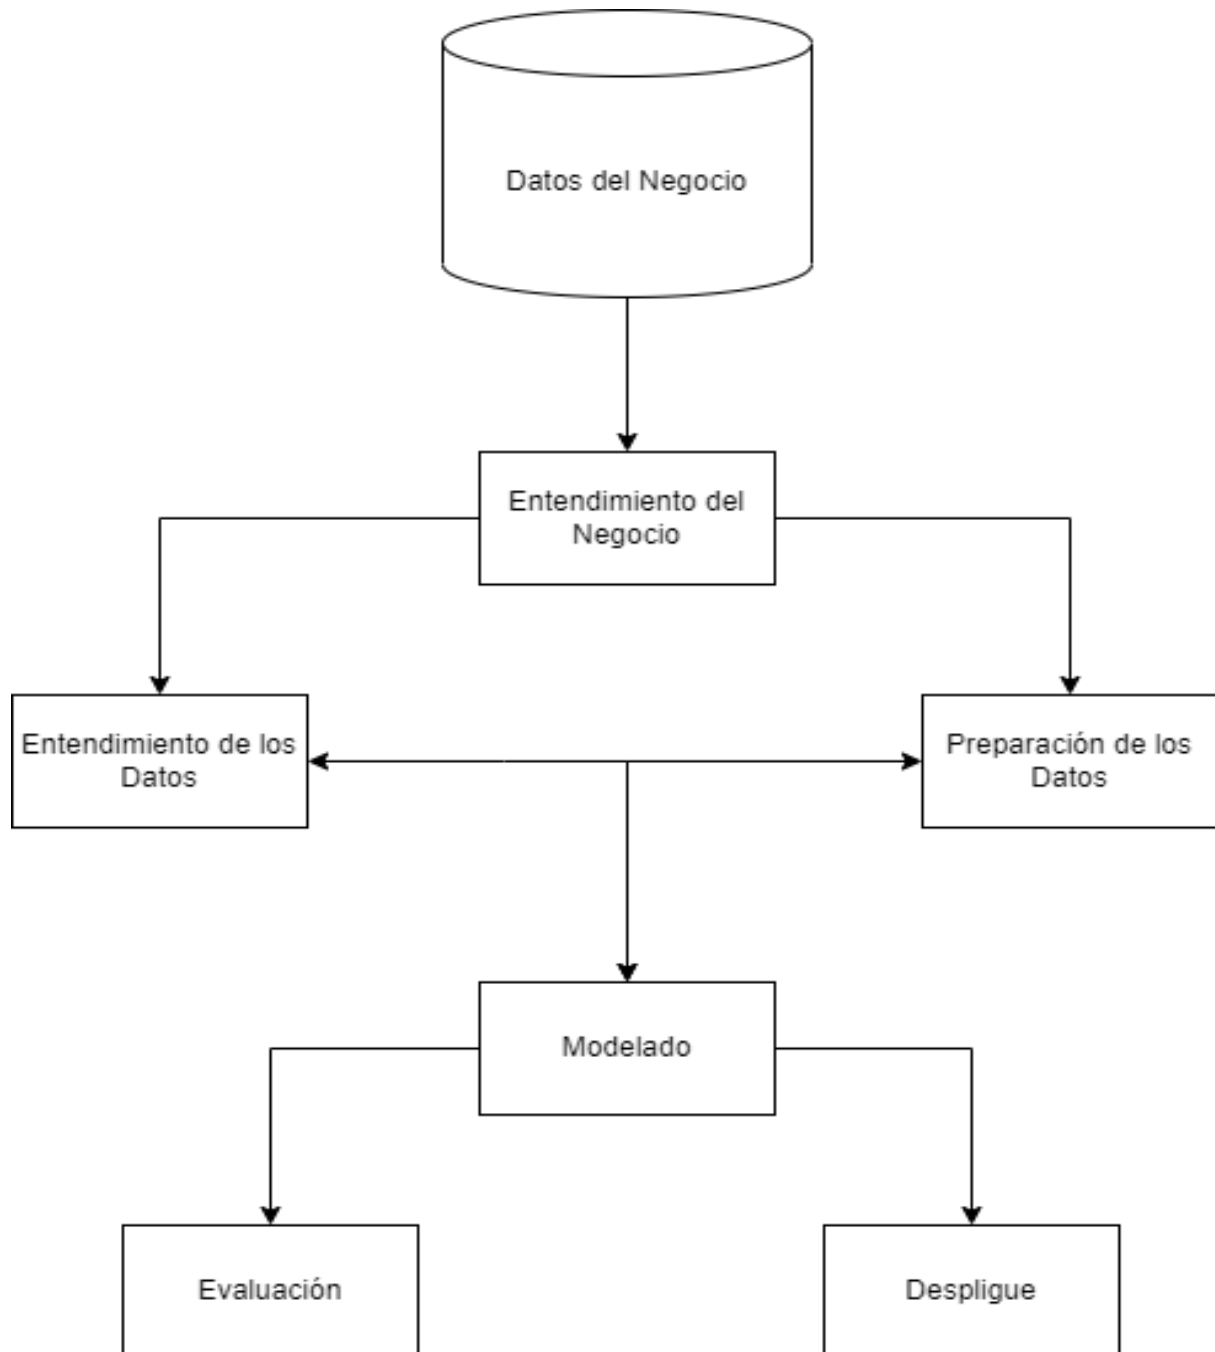 Datos del Negocio
Entendimiento del
Negocio
Entendimiento de los
Datos
Preparación de los
Datos
Modelado
Evaluación
Despligue